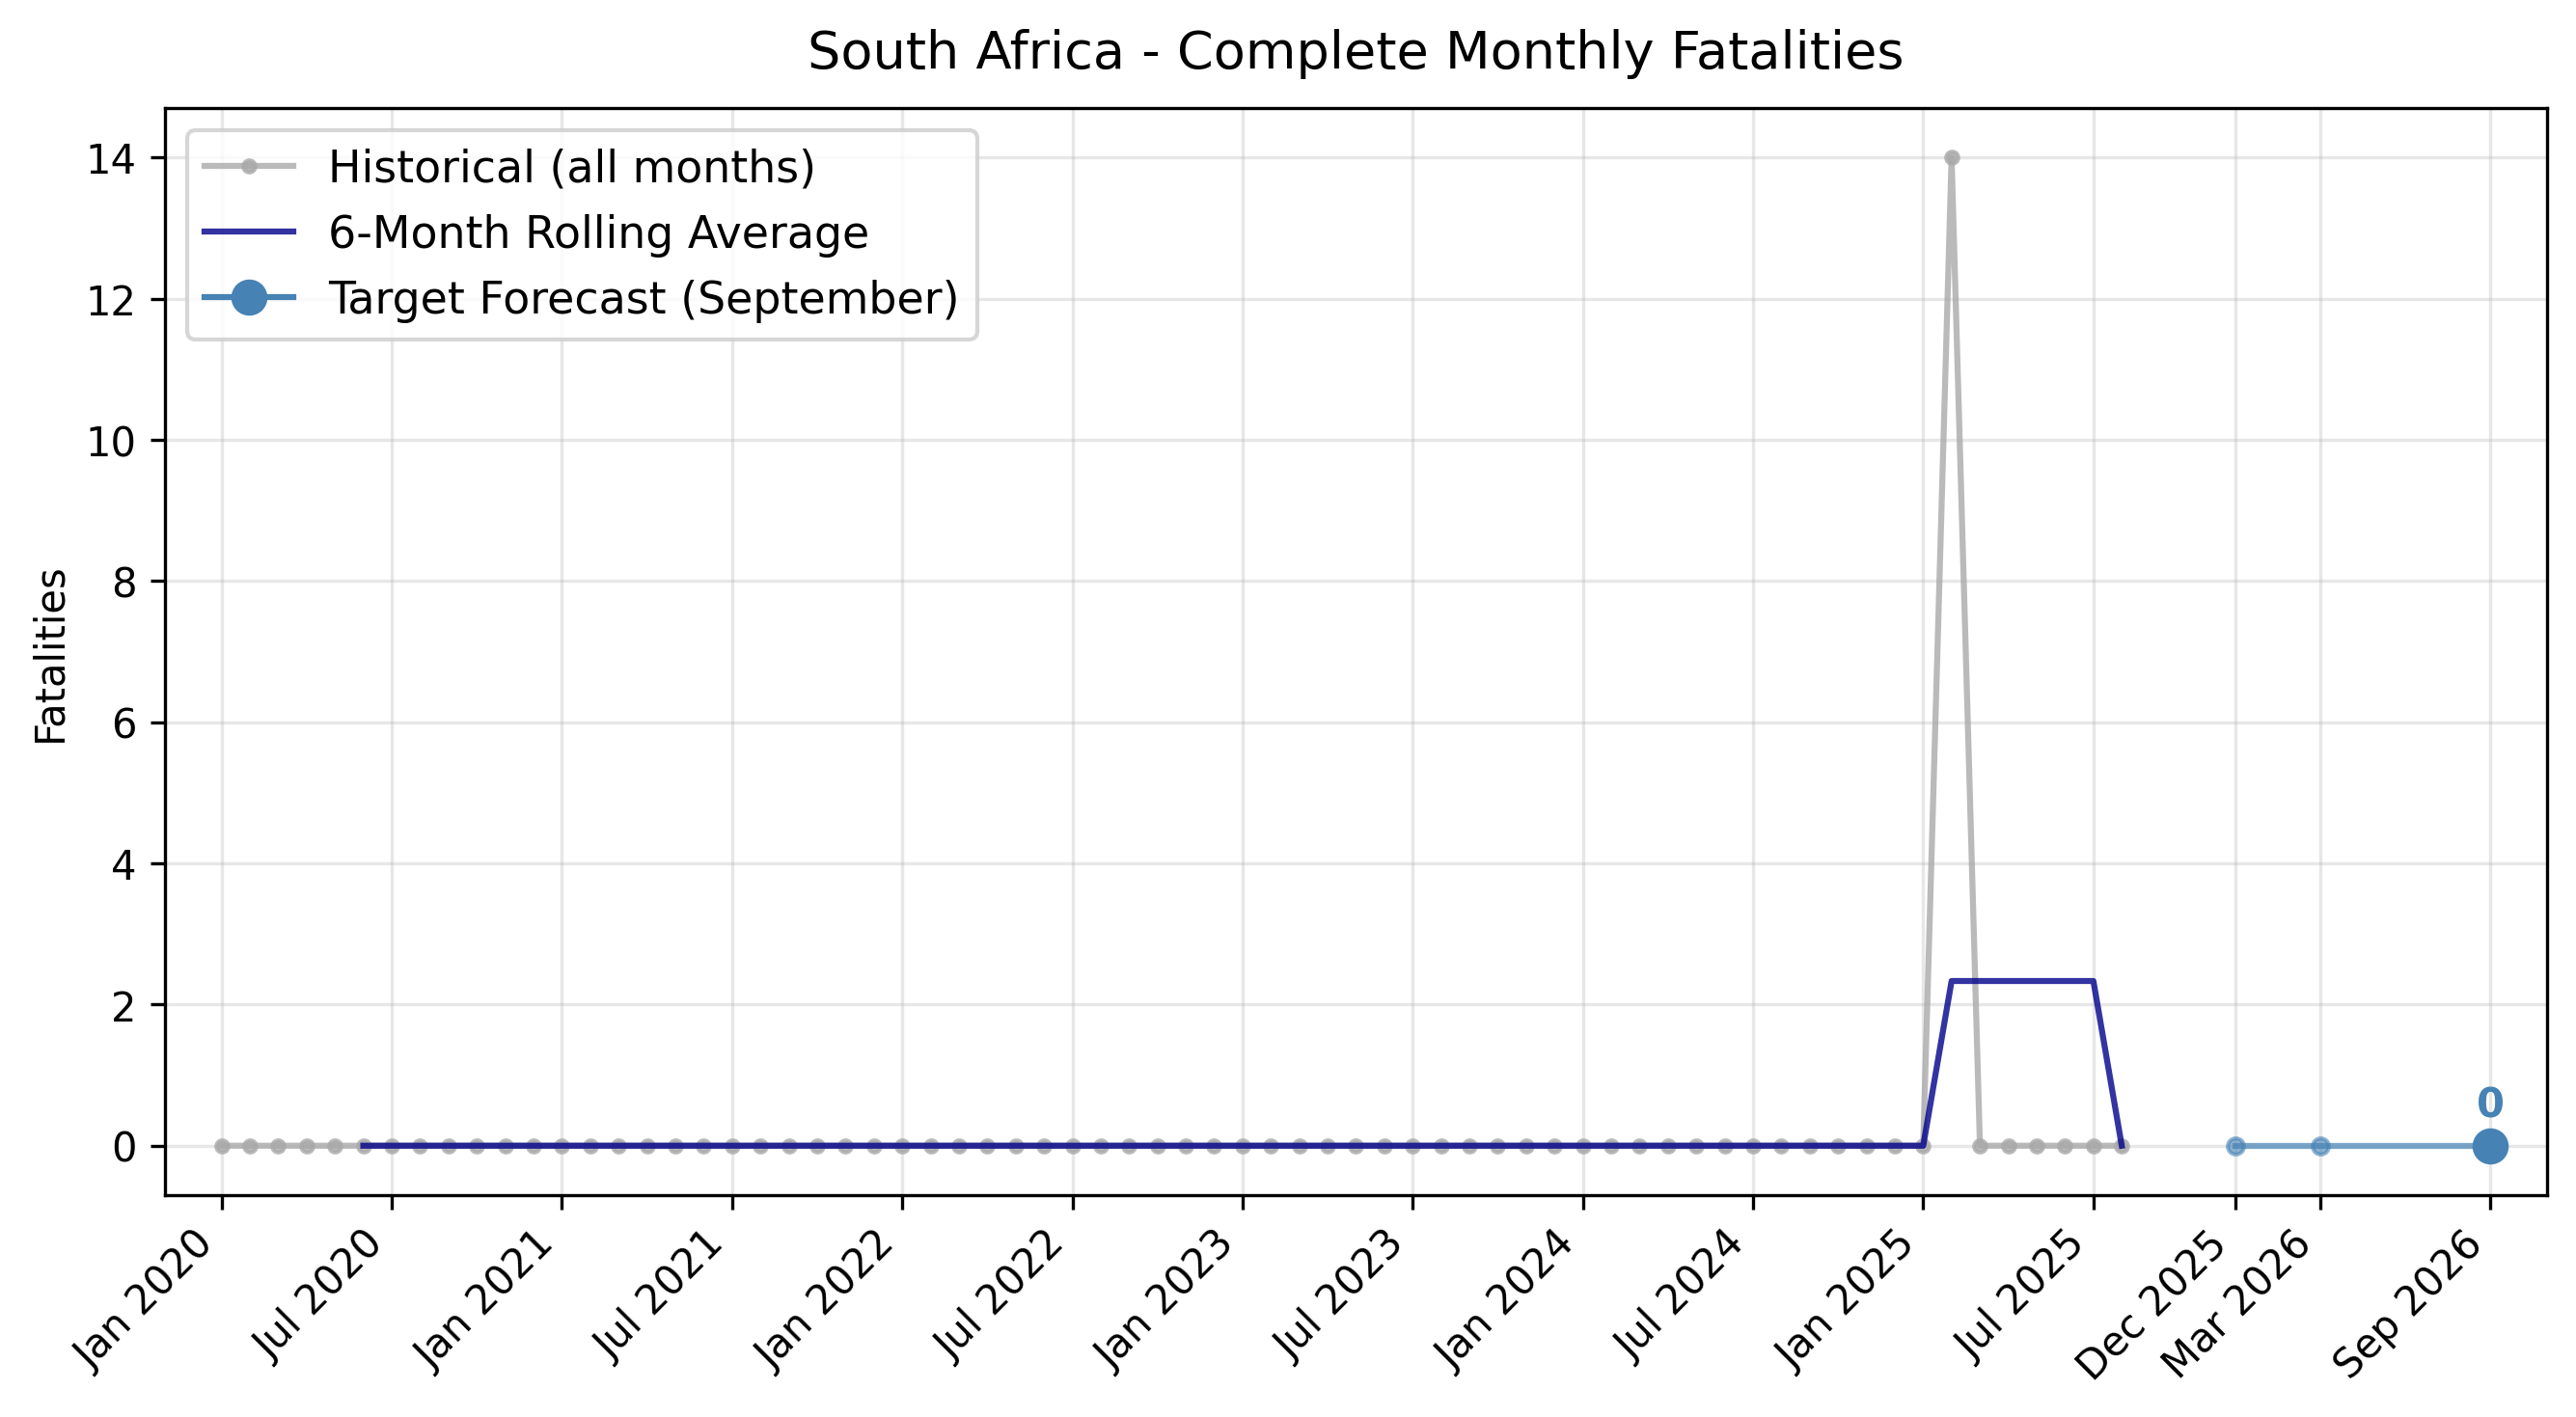 South Africa - Complete Monthly Fatalities
Historical (all months)
6-Month Rolling Average
Target Forecast (September)
Fatalities
14
12
10
8
6
4
2
0
0
Jan 2020
Jul 2020
Jan 2021
Jul 2021
Jan 2022
Jul 2022
Jan 2023
Jul 2023
Jan 2024
Jul 2024
Jan 2025
Jul 2025
Dec 2025
Mar 2026
Sep 2026